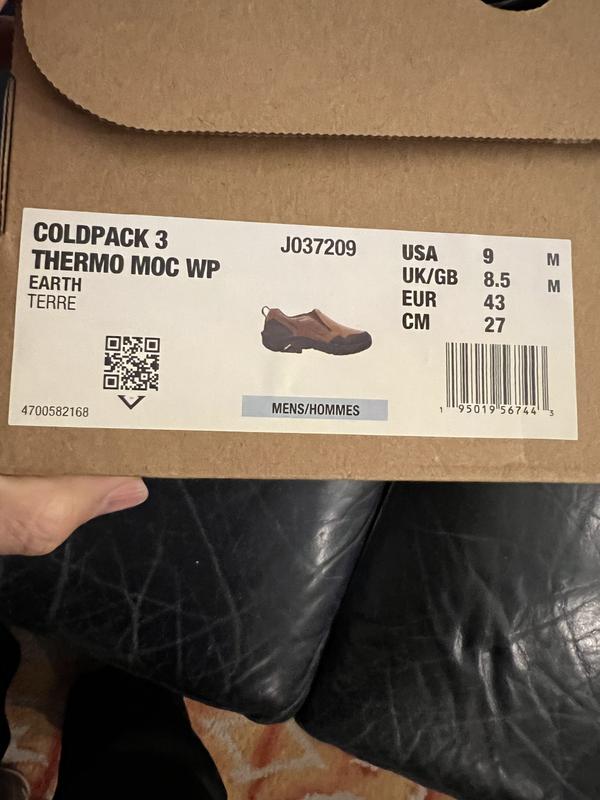 COLDPACK 3
THERMO MOC WP
EARTH
TERRE
4700582168
JO37209
MENS/HOMMES
USA 9 M
UK/GB 8.5 M
EUR 43
CM 27
1 95019 56744 3